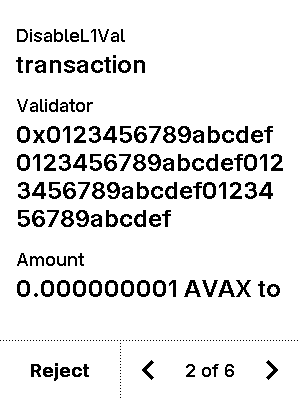 DisableL1Val
transaction
Validator
0x0123456789abcdef
0123456789abcdef012
3456789abcdef01234
56789abcdef
Amount
0.000000001 AVAX to
Reject
2 of 6